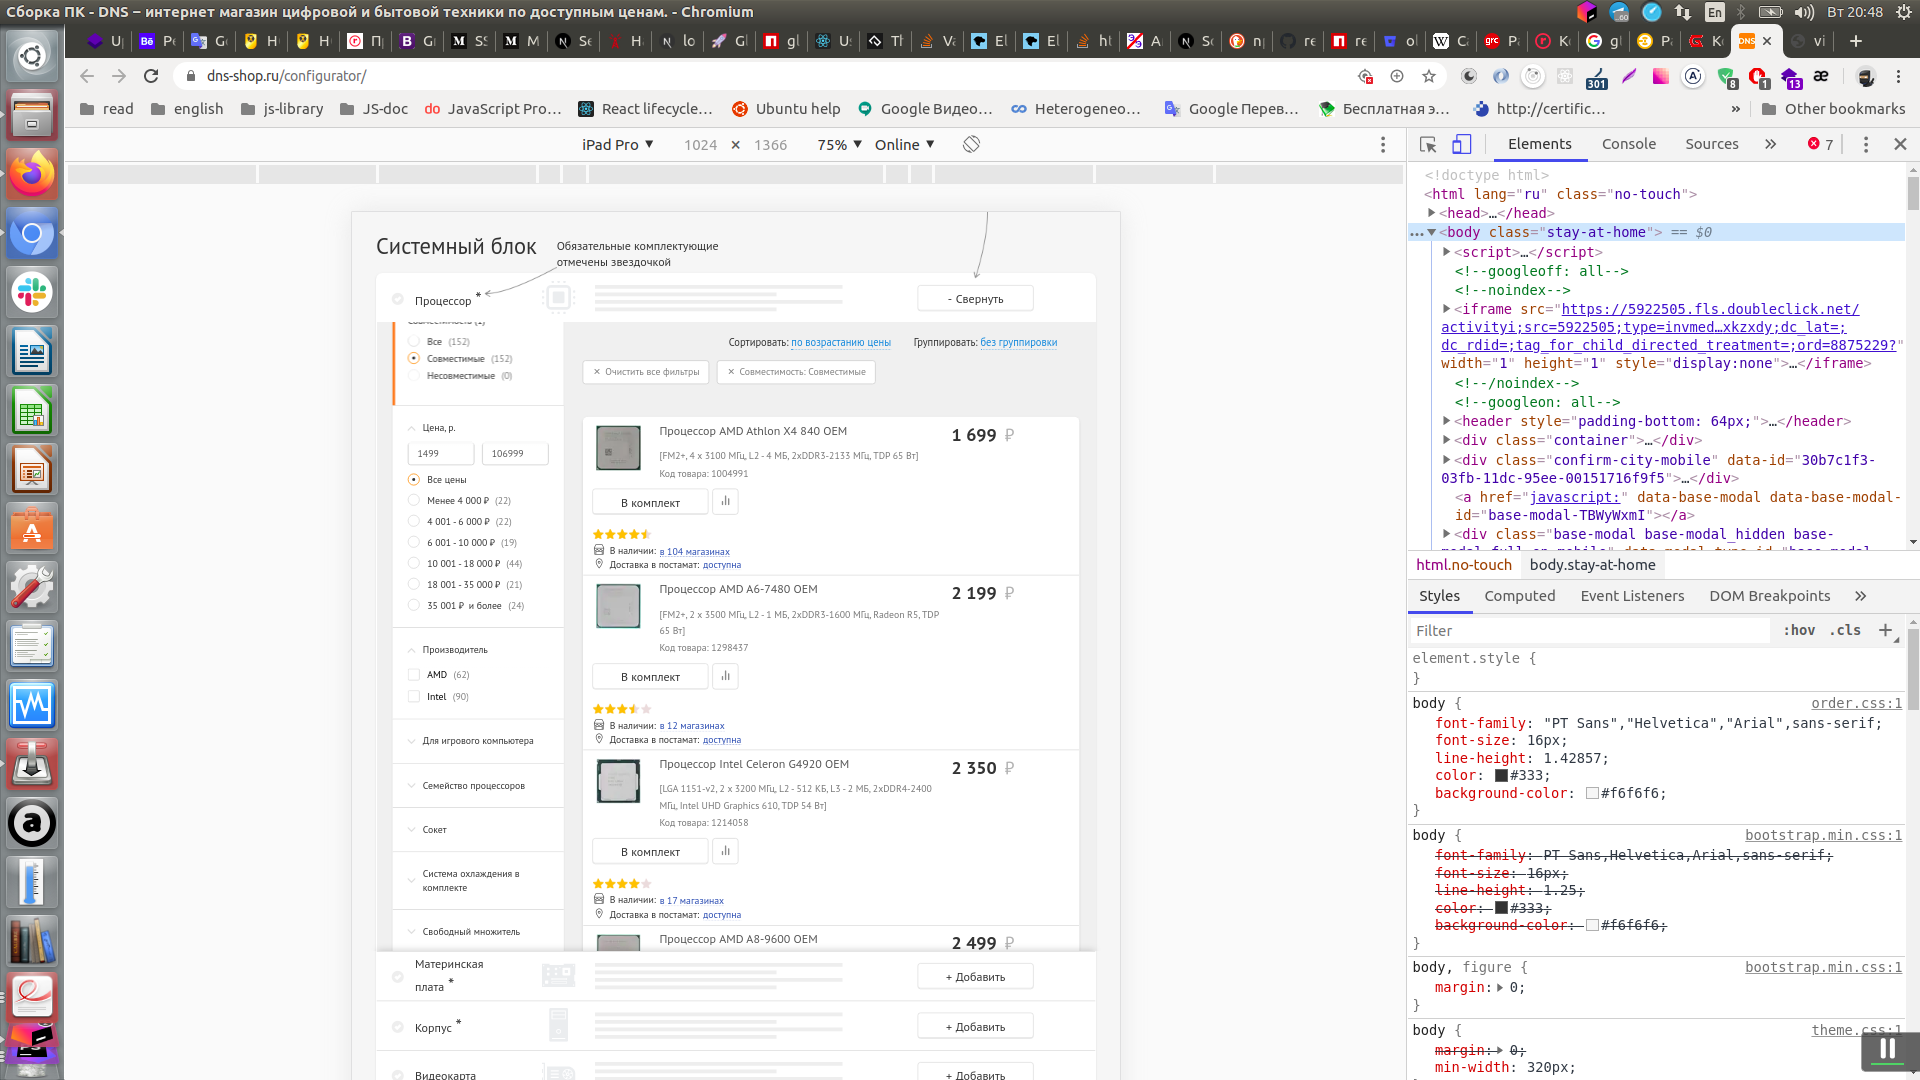 Сборка ПК - DNS – интернет магазин цифровой и бытовой техники по доступным ценам. - Chromium
En
Вт 20:48
dns-shop.ru/configurator/
301
8
1
13
read
english
js-library
JS-doc
JavaScript Pro…
React lifecycle…
Ubuntu help
Google Видео…
Heterogeneo…
Google Перев…
Бесплатная э…
http://certific…
»
Other bookmarks
iPad Pro ▼
1024 × 1366
75% ▼
Online ▼
Системный блок
Обязательные комплектующие
отмечены звездочкой
Процессор *
- Свернуть
Все (152)
Совместимые (152)
Несовместимые (0)
Сортировать: по возрастанию цены
Группировать: без группировки
× Очистить все фильтры
× Совместимость: Совместимые
Цена, р.
1499
106999
Все цены
Менее 4 000 ₽ (22)
4 001 - 6 000 ₽ (22)
6 001 - 10 000 ₽ (19)
10 001 - 18 000 ₽ (44)
18 001 - 35 000 ₽ (21)
35 001 ₽ и более (24)
Производитель
AMD (62)
Intel (90)
Для игрового компьютера
Семейство процессоров
Сокет
Система охлаждения в
комплекте
Свободный множитель
Процессор AMD Athlon X4 840 OEM
1 699 ₽
[FM2+, 4 x 3100 МГц, L2 - 4 МБ, 2xDDR3-2133 МГц, TDP 65 Вт]
Код товара: 1004991
В комплект
В наличии: в 104 магазинах
Доставка в постамат: доступна
Процессор AMD A6-7480 OEM
2 199 ₽
[FM2+, 2 x 3500 МГц, L2 - 1 МБ, 2xDDR3-1600 МГц, Radeon R5, TDP
65 Вт]
Код товара: 1298437
В комплект
В наличии: в 12 магазинах
Доставка в постамат: доступна
Процессор Intel Celeron G4920 OEM
2 350 ₽
[LGA 1151-v2, 2 x 3200 МГц, L2 - 512 КБ, L3 - 2 МБ, 2xDDR4-2400
МГц, Intel UHD Graphics 610, TDP 54 Вт]
Код товара: 1214058
В комплект
В наличии: в 17 магазинах
Доставка в постамат: доступна
Процессор AMD A8-9600 OEM
2 499 ₽
Материнская
плата *
+ Добавить
Корпус *
+ Добавить
Видеокарта
+ Добавить
Elements
Console
Sources
»
7
<!doctype html>
<html lang="ru" class="no-touch">
<head>…</head>
<body class="stay-at-home"> == $0
<script>…</script>
<!--googleoff: all-->
<!--noindex-->
<iframe src="https://5922505.fls.doubleclick.net/
activityi;src=5922505;type=invmed…xkzxdy;dc_lat=;
dc_rdid=;tag_for_child_directed_treatment=;ord=8875229?"
width="1" height="1" style="display:none">…</iframe>
<!--/noindex-->
<!--googleon: all-->
<header style="padding-bottom: 64px;">…</header>
<div class="container">…</div>
<div class="confirm-city-mobile" data-id="30b7c1f3-
03fb-11dc-95ee-00151716f9f5">…</div>
<a href="javascript:" data-base-modal data-base-modal-
id="base-modal-TBWyWxmI"></a>
<div class="base-modal base-modal_hidden base-
html.no-touch
body.stay-at-home
Styles
Computed
Event Listeners
DOM Breakpoints
»
Filter
:hov
.cls
+
element.style {
}
body {
order.css:1
font-family: "PT Sans","Helvetica","Arial",sans-serif;
font-size: 16px;
line-height: 1.42857;
color: #333;
background-color: #f6f6f6;
}
body {
bootstrap.min.css:1
font-family: PT Sans,Helvetica,Arial,sans-serif;
font-size: 16px;
line-height: 1.25;
color: #333;
background-color: #f6f6f6;
}
body, figure {
bootstrap.min.css:1
margin: 0;
}
body {
theme.css:1
margin: 0;
min-width: 320px;